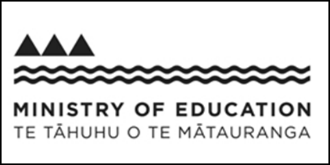 MINISTRY OF EDUCATION
TE TĀHUHU O TE MĀTAURANGA